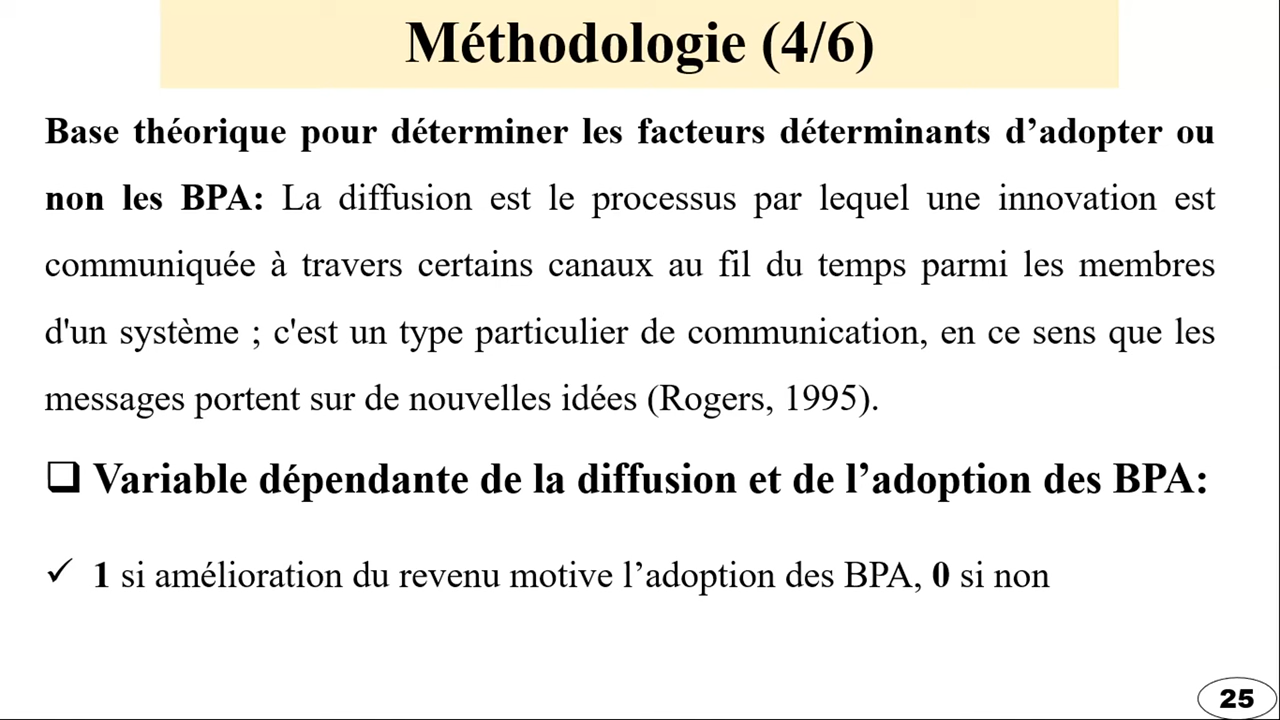 Méthodologie (4/6)
Base théorique pour déterminer les facteurs déterminants d’adopter ou
non les BPA: La diffusion est le processus par lequel une innovation est
communiquée à travers certains canaux au fil du temps parmi les membres
d'un système ; c'est un type particulier de communication, en ce sens que les
messages portent sur de nouvelles idées (Rogers, 1995).
❑ Variable dépendante de la diffusion et de l’adoption des BPA:
✓ 1 si amélioration du revenu motive l’adoption des BPA, 0 si non
25